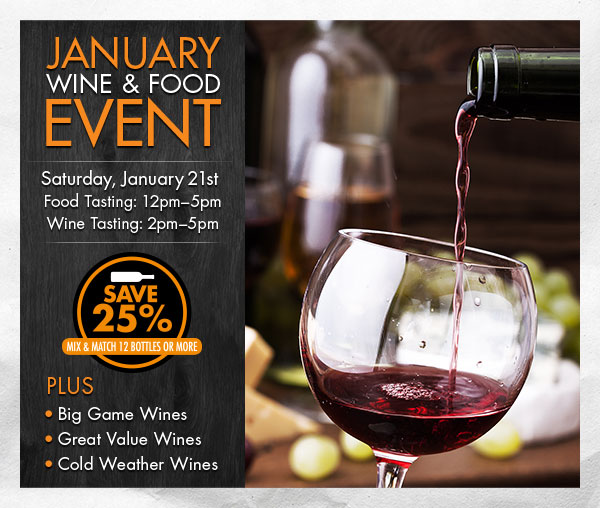 JANUARY
WINE & FOOD
EVENT
Saturday, January 21st
Food Tasting: 12pm–5pm
Wine Tasting: 2pm–5pm
SAVE
25%
MIX & MATCH 12 BOTTLES OR MORE
PLUS
• Big Game Wines
• Great Value Wines
• Cold Weather Wines